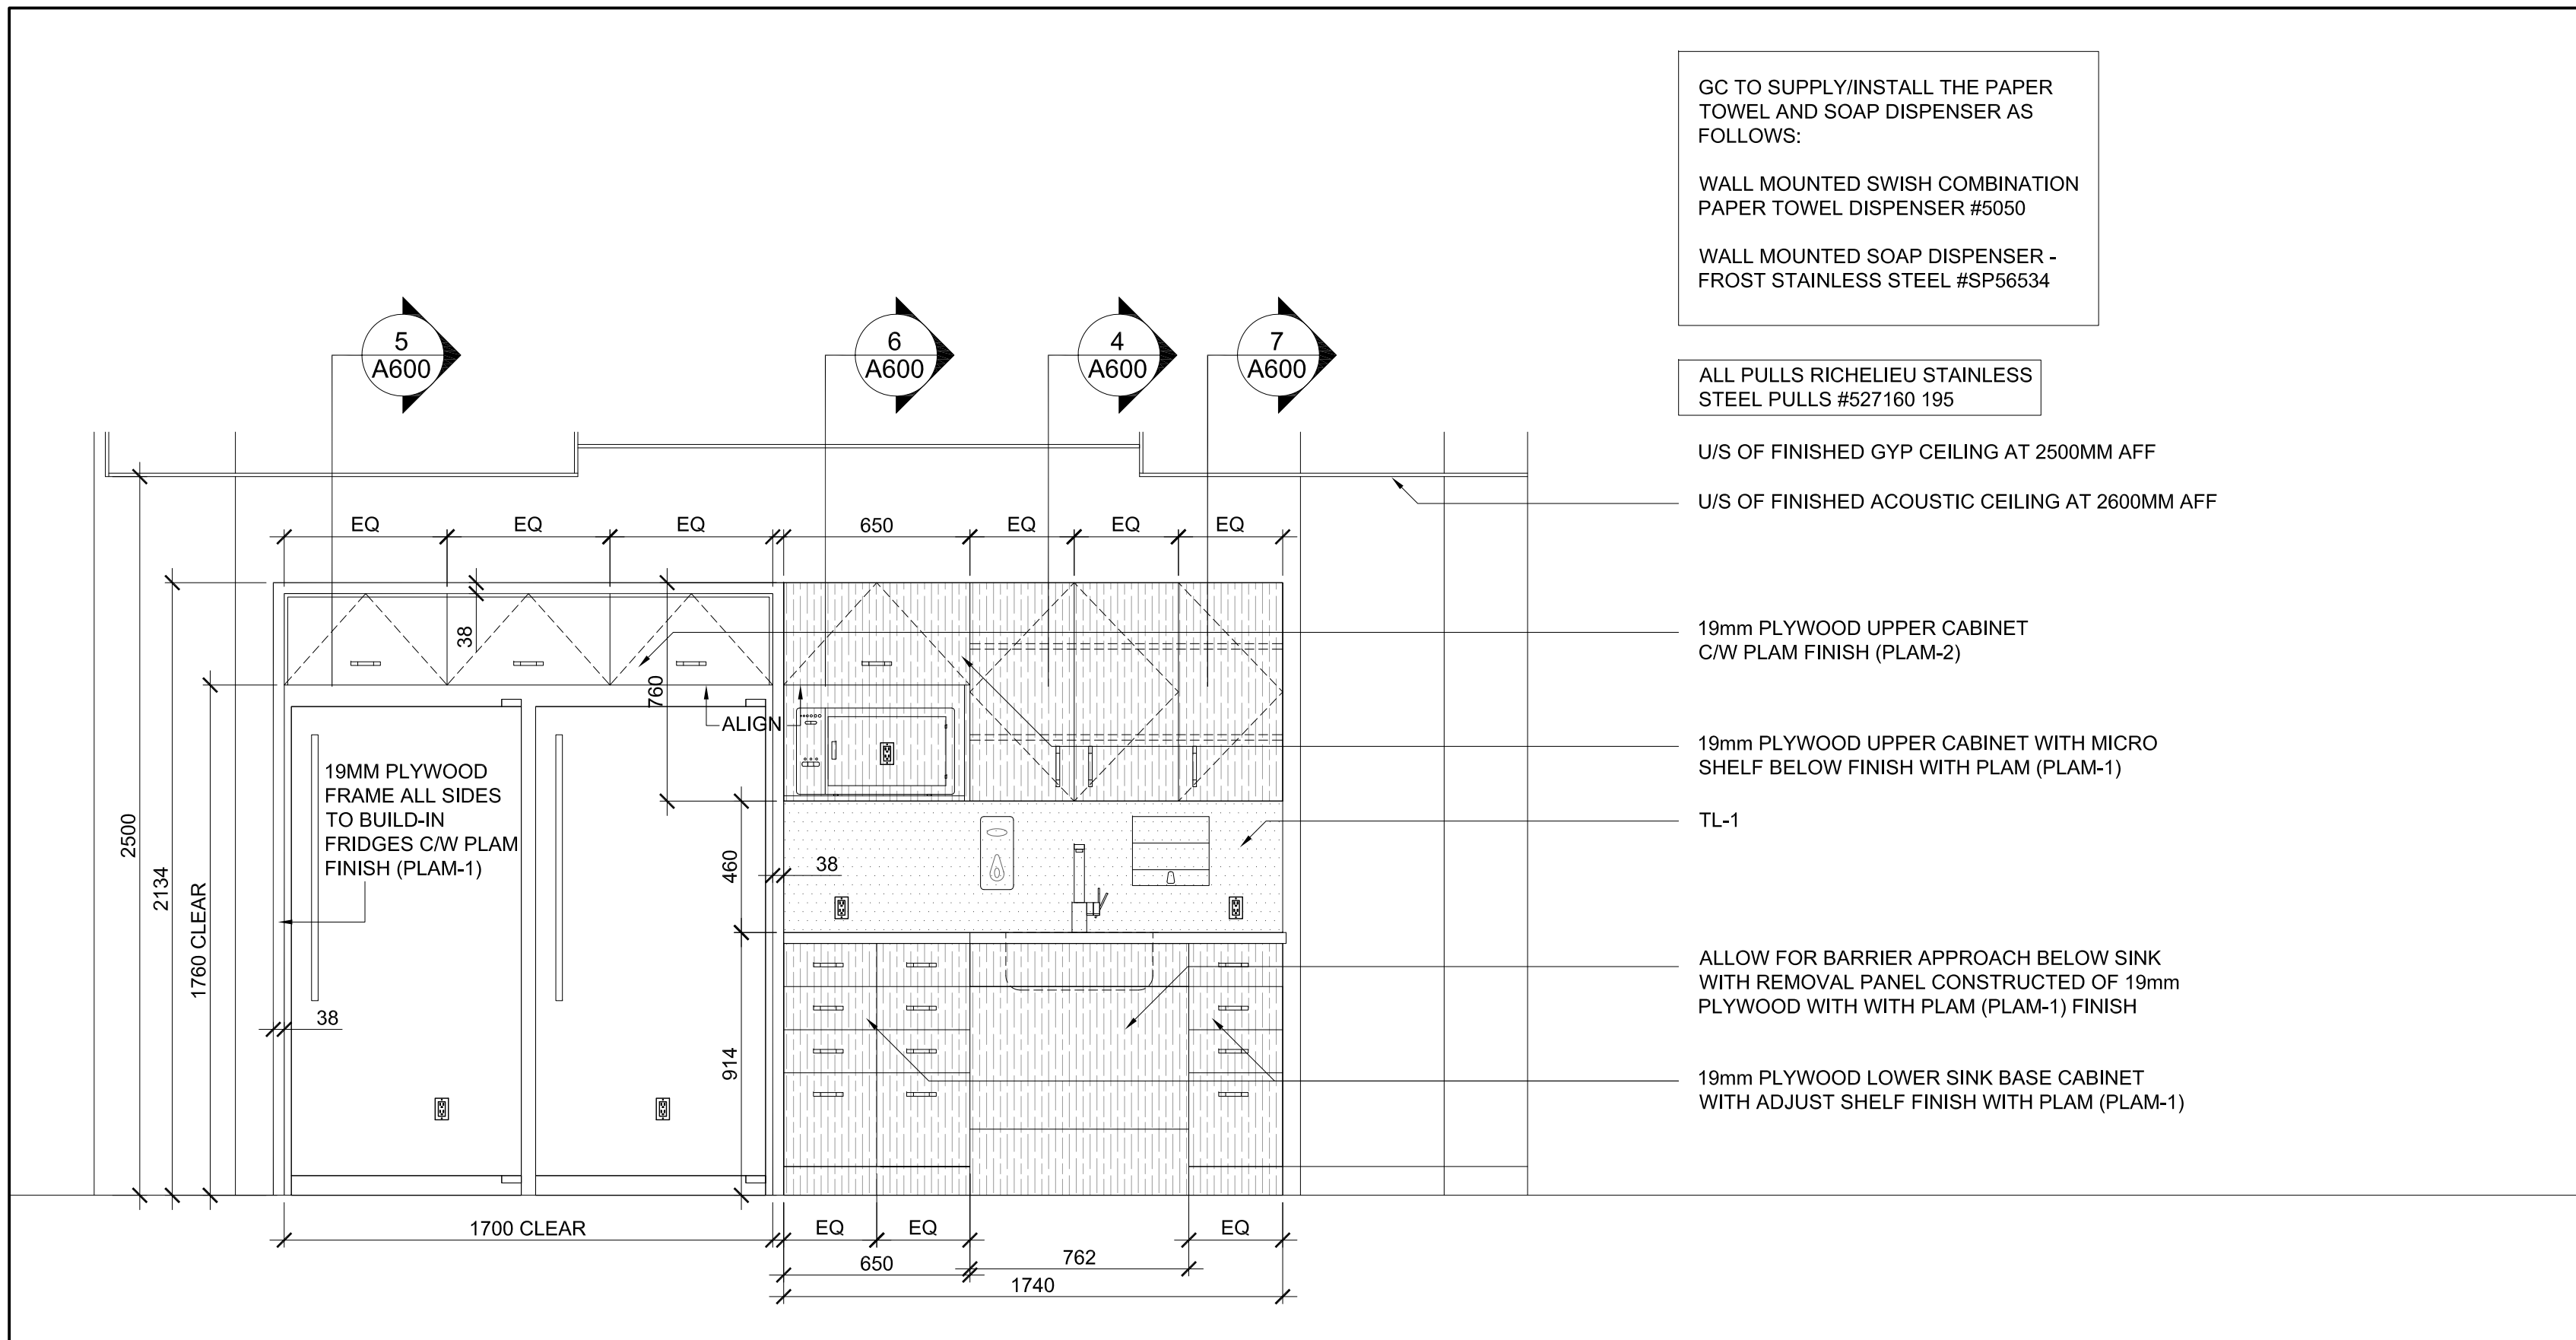 GC TO SUPPLY/INSTALL THE PAPER
TOWEL AND SOAP DISPENSER AS
FOLLOWS:
WALL MOUNTED SWISH COMBINATION
PAPER TOWEL DISPENSER #5050
WALL MOUNTED SOAP DISPENSER -
FROST STAINLESS STEEL #SP56534
ALL PULLS RICHELIEU STAINLESS
STEEL PULLS #527160 195
U/S OF FINISHED GYP CEILING AT 2500MM AFF
U/S OF FINISHED ACOUSTIC CEILING AT 2600MM AFF
19mm PLYWOOD UPPER CABINET
C/W PLAM FINISH (PLAM-2)
19mm PLYWOOD UPPER CABINET WITH MICRO
SHELF BELOW FINISH WITH PLAM (PLAM-1)
TL-1
ALLOW FOR BARRIER APPROACH BELOW SINK
WITH REMOVAL PANEL CONSTRUCTED OF 19mm
PLYWOOD WITH WITH PLAM (PLAM-1) FINISH
19mm PLYWOOD LOWER SINK BASE CABINET
WITH ADJUST SHELF FINISH WITH PLAM (PLAM-1)
5
A600
6
A600
4
A600
7
A600
EQ
EQ
EQ
650
EQ
EQ
EQ
38
760
ALIGN
19MM PLYWOOD
FRAME ALL SIDES
TO BUILD-IN
FRIDGES C/W PLAM
FINISH (PLAM-1)
2500
2134
1760 CLEAR
460
38
38
914
1700 CLEAR
EQ
EQ
EQ
650
762
1740